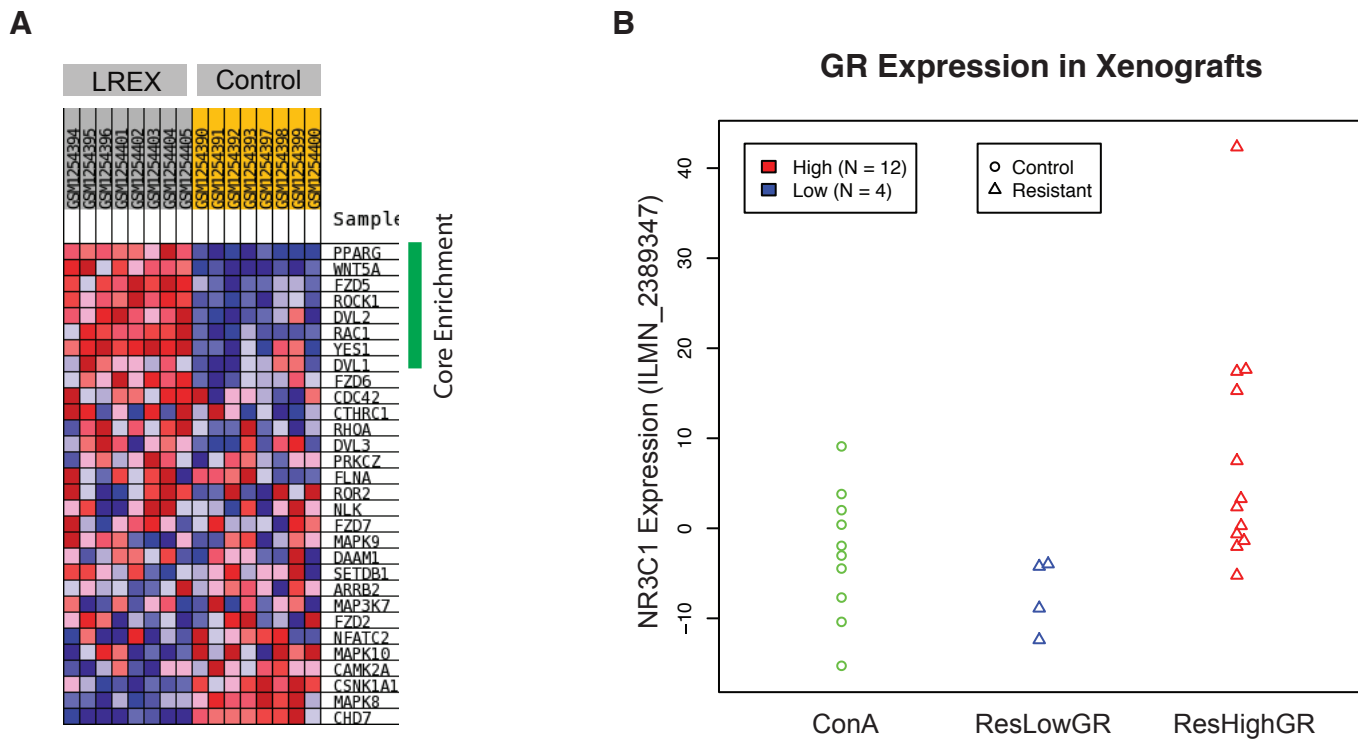 A
LREX Control
GSM1254394
GSM1254395
GSM1254396
GSM1254401
GSM1254402
GSM1254403
GSM1254404
GSM1254405
GSM1254390
GSM1254391
GSM1254392
GSM1254393
GSM1254397
GSM1254398
GSM1254399
GSM1254400
Sample
PPARG
WNT5A
FZD5
ROCK1
DVL2
RAC1
YES1
DVL1
FZD6
CDC42
CTHRC1
RHOA
DVL3
PRKCZ
FLNA
ROR2
NLK
FZD7
MAPK9
DAAM1
SETDB1
ARRB2
MAP3K7
FZD2
NFATC2
MAPK10
CAMK2A
CSNK1A1
MAPK8
CHD7
Core Enrichment
B
GR Expression in Xenografts
High (N = 12)
Low (N = 4)
Control
Resistant
NR3C1 Expression (ILMN_2389347)
40
30
20
10
0
−10
ConA ResLowGR ResHighGR